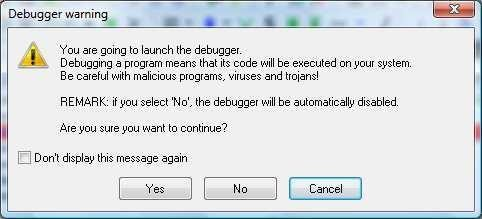 Debugger warning
You are going to launch the debugger.
Debugging a program means that its code will be executed on your system.
Be careful with malicious programs, viruses and trojans!
REMARK: if you select 'No', the debugger will be automatically disabled.
Are you sure you want to continue?
Don't display this message again
Yes No Cancel